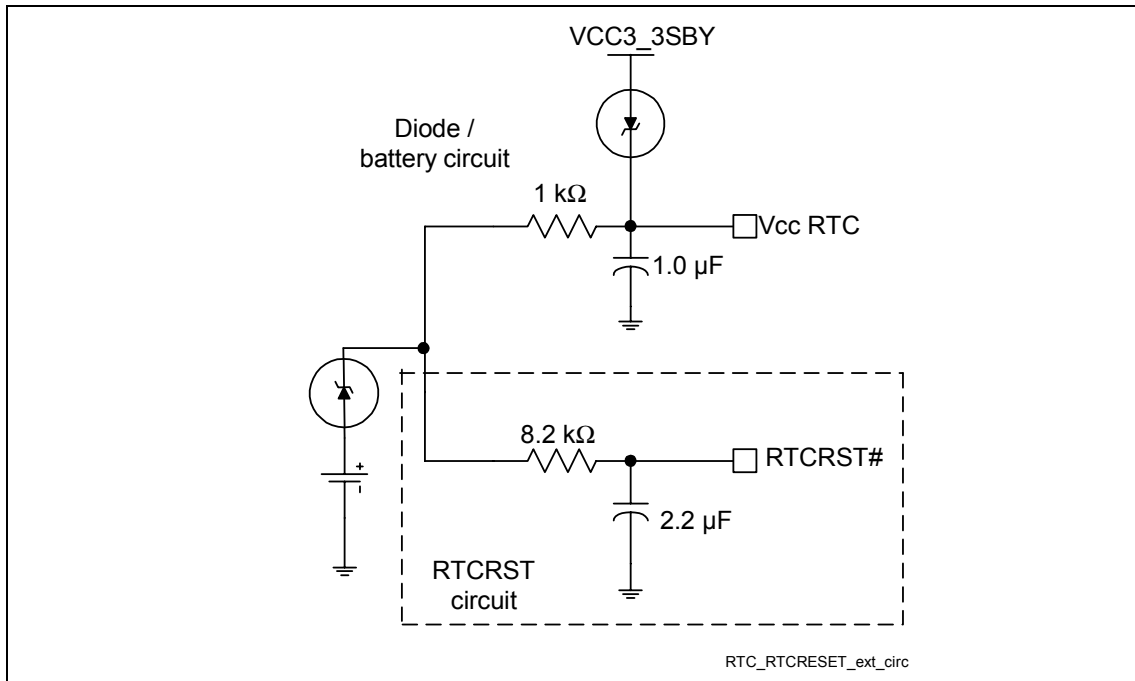 VCC3_3SBY
Diode /
battery circuit
1 kΩ
Vcc RTC
1.0 µF
8.2 kΩ
RTCRST#
2.2 µF
RTCRST
circuit
+
-
RTC_RTCRESET_ext_circ